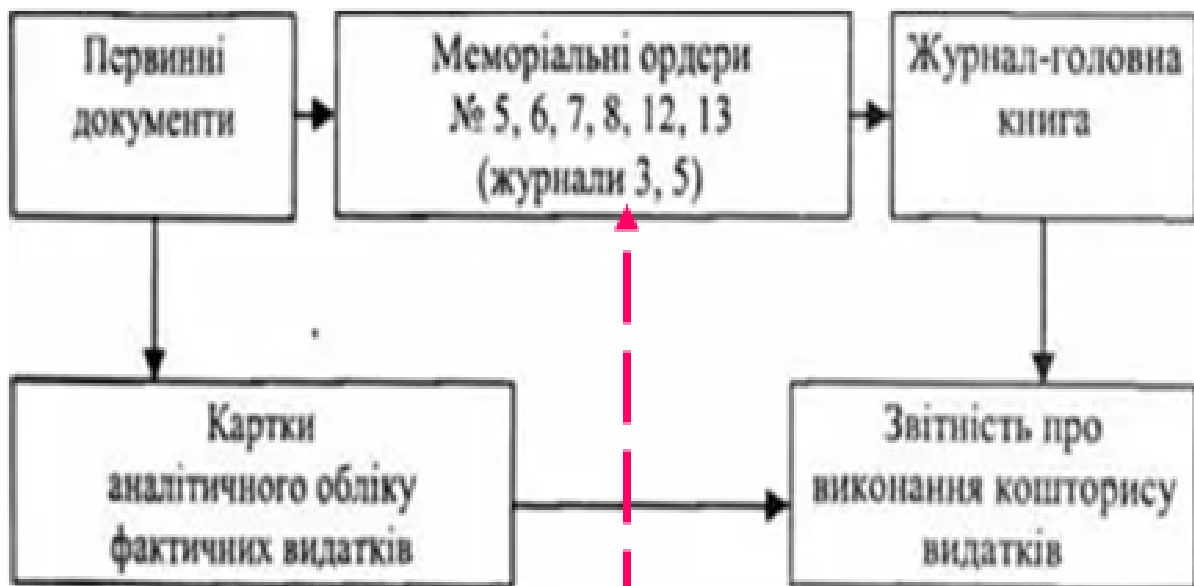 Первинні
документи
Меморіальні ордери
№ 5, 6, 7, 8, 12, 13
(журнали 3, 5)
Журнал-головна
книга
Картки
аналітичного обліку
фактичних видатків
Звітність про
виконання кошторису
видатків